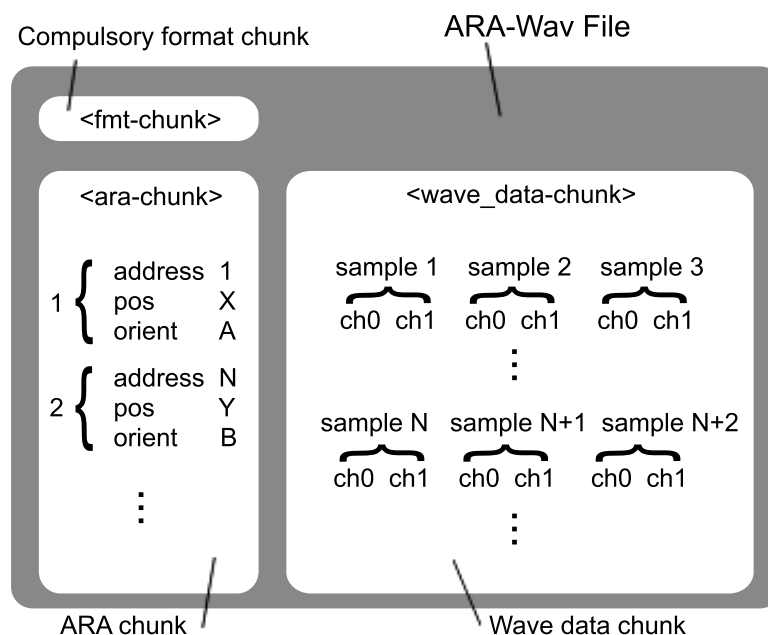 Compulsory format chunk
ARA-Wav File
<fmt-chunk>
<ara-chunk>
1
address 1
pos X
orient A
2
address N
pos Y
orient B
<wave_data-chunk>
sample 1 sample 2 sample 3
ch0 ch1 ch0 ch1 ch0 ch1
sample N sample N+1 sample N+2
ch0 ch1 ch0 ch1 ch0 ch1
ARA chunk
Wave data chunk